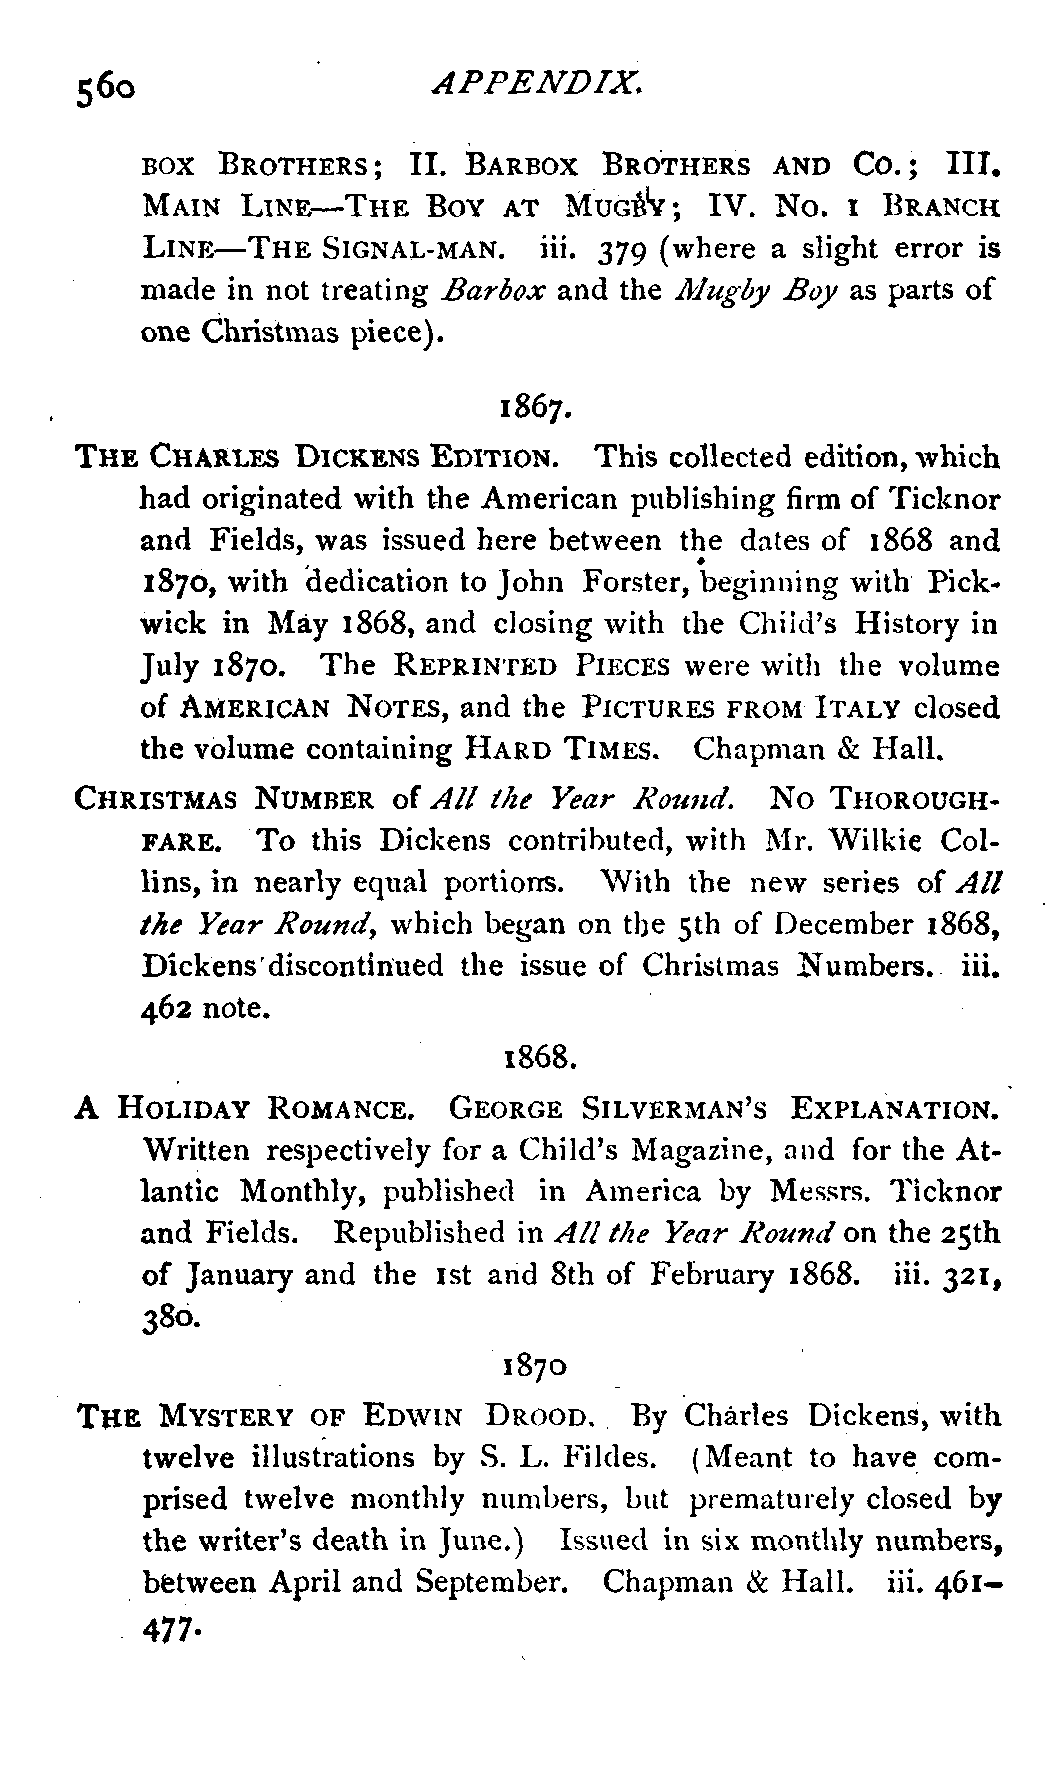 560 APPENDIX.
BOX BROTHERS; II. BARBOX BROTHERS AND CO.; III.
MAIN LINE—THE BOY AT MUGBY; IV. NO. 1 BRANCH
LINE—THE SIGNAL-MAN. iii. 379 (where a slight error is
made in not treating Barbox and the Mugby Boy as parts of
one Christmas piece).
1867.
THE CHARLES DICKENS EDITION. This collected edition, which
had originated with the American publishing firm of Ticknor
and Fields, was issued here between the dates of 1868 and
1870, with dedication to John Forster, beginning with Pick-
wick in May 1868, and closing with the Child's History in
July 1870. The REPRINTED PIECES were with the volume
of AMERICAN NOTES, and the PICTURES FROM ITALY closed
the volume containing HARD TIMES. Chapman & Hall.
CHRISTMAS NUMBER of All the Year Round. NO THOROUGH-
FARE. To this Dickens contributed, with Mr. Wilkie Col-
lins, in nearly equal portions. With the new series of All
the Year Round, which began on the 5th of December 1868,
Dickens discontinued the issue of Christmas Numbers. iii.
462 note.
1868.
A HOLIDAY ROMANCE. GEORGE SILVERMAN'S EXPLANATION.
Written respectively for a Child's Magazine, and for the At-
lantic Monthly, published in America by Messrs. Ticknor
and Fields. Republished in All the Year Round on the 25th
of January and the 1st and 8th of February 1868. iii. 321,
380.
1870
THE MYSTERY OF EDWIN DROOD. By Charles Dickens, with
twelve illustrations by S. L. Fildes. (Meant to have com-
prised twelve monthly numbers, but prematurely closed by
the writer's death in June.) Issued in six monthly numbers,
between April and September. Chapman & Hall. iii. 461—
477.